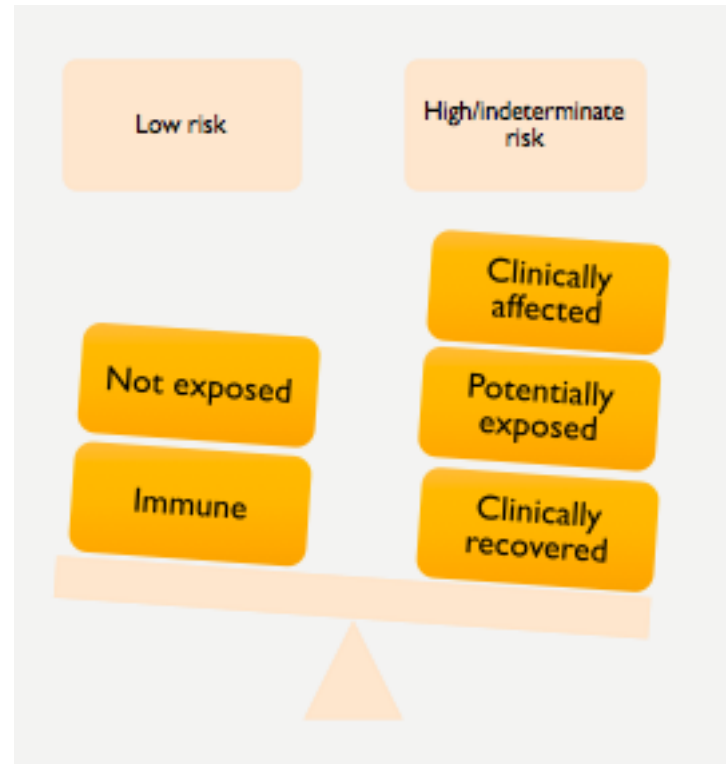 Low risk
High/indeterminate
risk
Clinically
affected
Not exposed
Potentially
exposed
Immune
Clinically
recovered